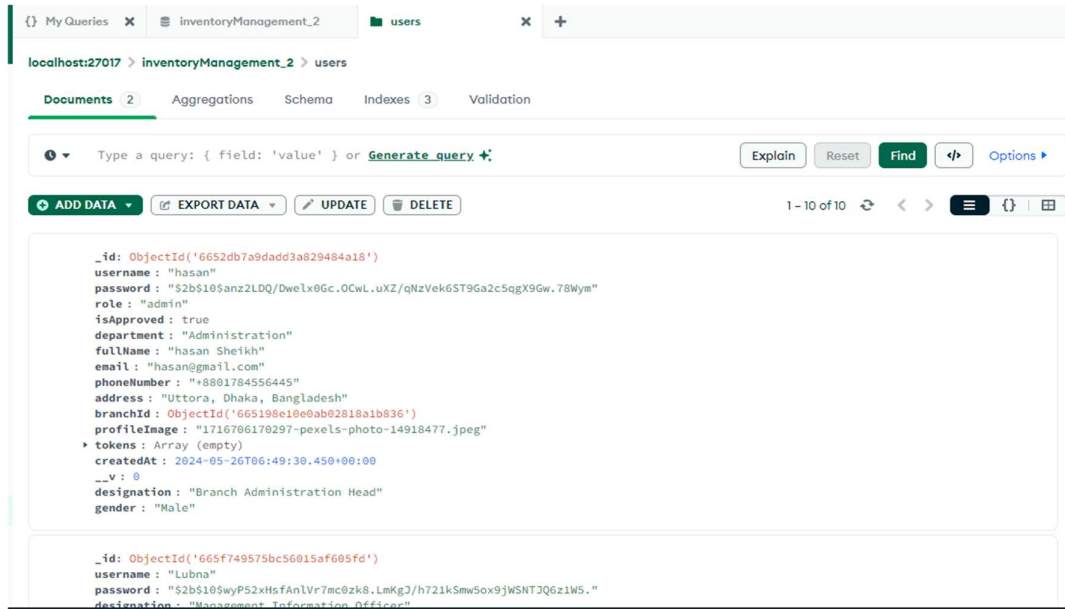 {} My Queries
inventoryManagement_2
users
localhost:27017 > inventoryManagement_2 > users
Documents 2 Aggregations Schema Indexes 3 Validation
Type a query: { field: 'value' } or Generate query
Explain Reset Find </> Options
ADD DATA EXPORT DATA UPDATE DELETE
1 – 10 of 10
{}
_id: ObjectId('6652db7a9dadd3a829484a18')
username : "hasan"
password : "$2b$10$anz2LDQ/Dwelx0Gc.OCwL.uXZ/qNzVek6ST9Ga2c5qgX9Gw.78Wym"
role : "admin"
isApproved : true
department : "Administration"
fullName : "hasan Sheikh"
email : "hasan@gmail.com"
phoneNumber : "+8801784556445"
address : "Uttora, Dhaka, Bangladesh"
branchId : ObjectId('665198e10e0ab02818a1b836')
profileImage : "1716706170297-pexels-photo-14918477.jpeg"
tokens : Array (empty)
createdAt : 2024-05-26T06:49:30.450+00:00
__v : 0
designation : "Branch Administration Head"
gender : "Male"
_id: ObjectId('665f749575bc56015af605fd')
username : "Lubna"
password : "$2b$10$wyP52xHsfAnlVr7mc0zk8.LmKgJ/h721kSmw5ox9jWSNTJQ6z1W5."
designation : "Management Information Officer"